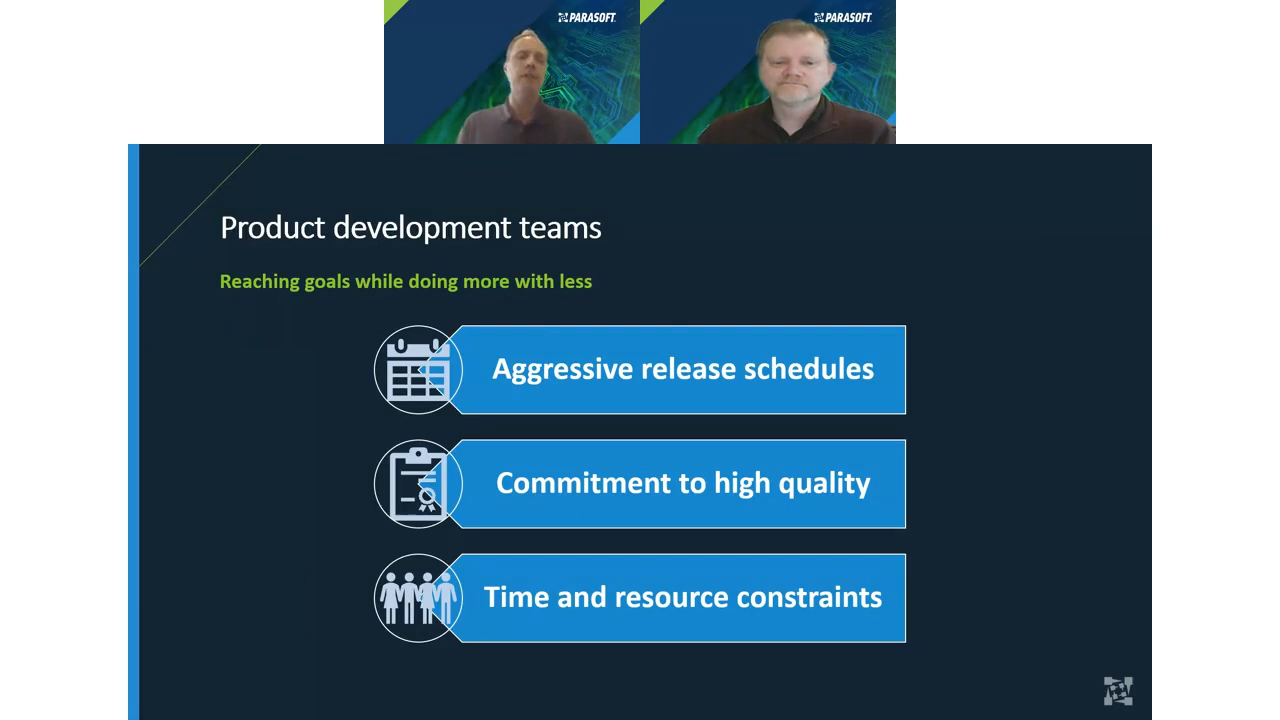 PARASOFT
PARASOFT
Product development teams
Reaching goals while doing more with less
Aggressive release schedules
Commitment to high quality
Time and resource constraints